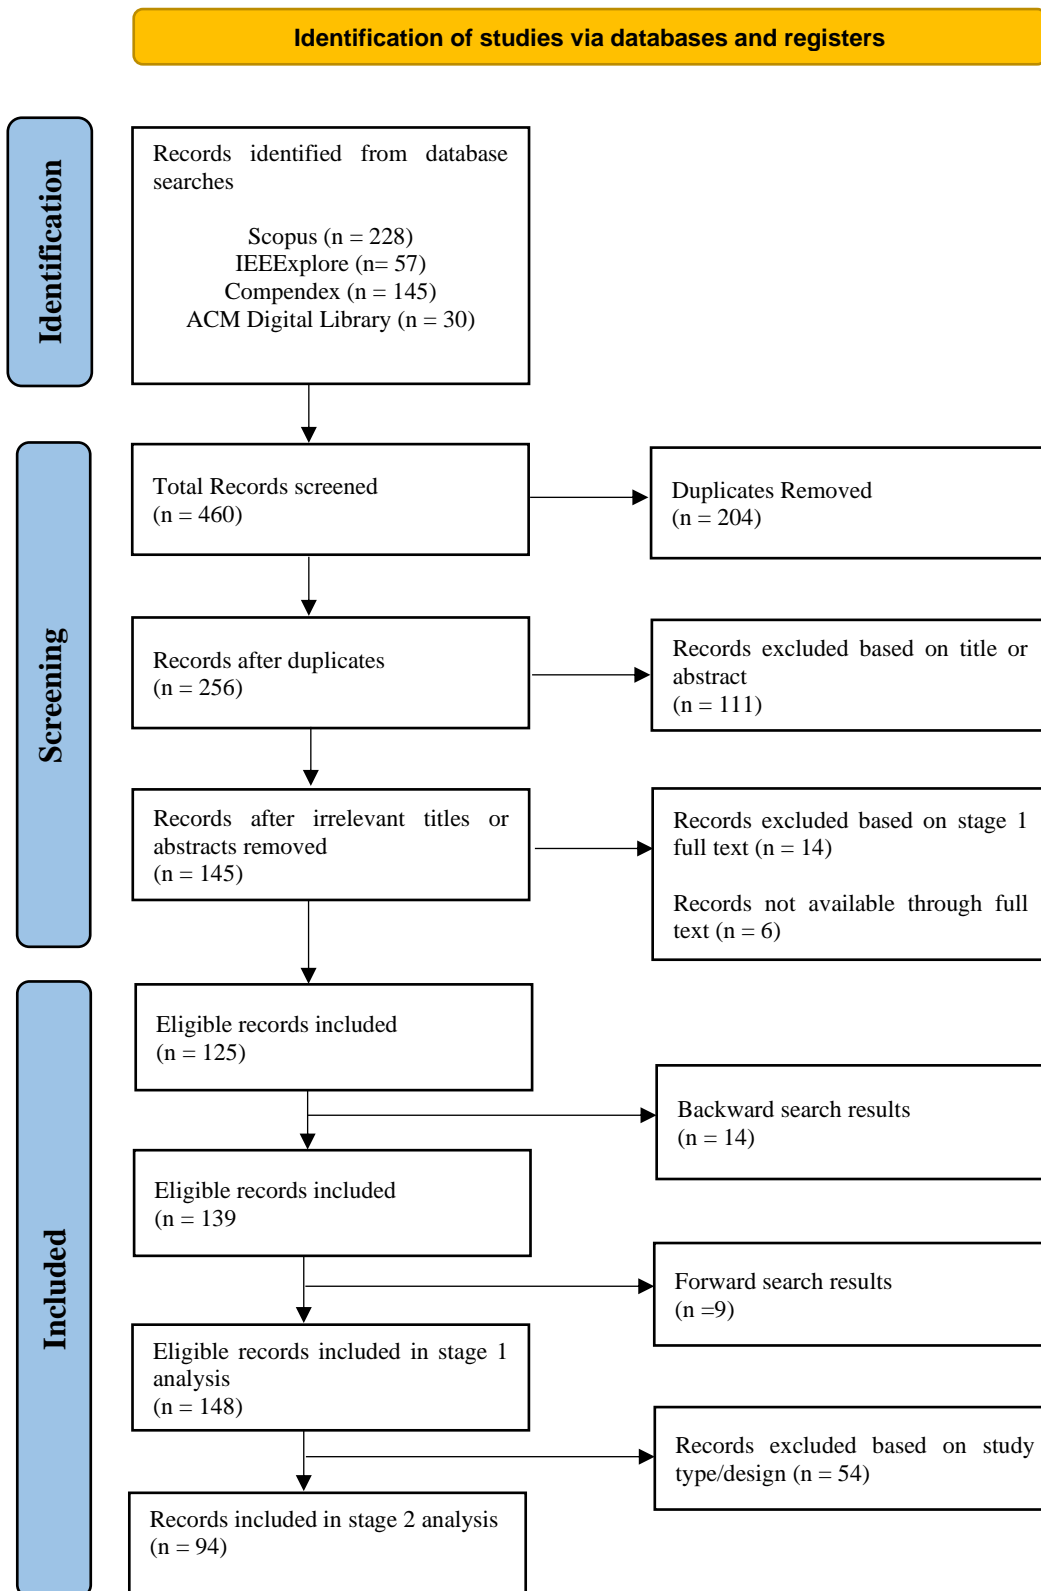 Identification of studies via databases and registers
Identification
Records identified from database
searches
Scopus (n = 228)
IEEExplore (n= 57)
Compendex (n = 145)
ACM Digital Library (n = 30)
Screening
Total Records screened
(n = 460)
Duplicates Removed
(n = 204)
Records after duplicates
(n = 256)
Records excluded based on title or
abstract
(n = 111)
Records after irrelevant titles or
abstracts removed
(n = 145)
Records excluded based on stage 1
full text (n = 14)
Records not available through full
text (n = 6)
Included
Eligible records included
(n = 125)
Backward search results
(n = 14)
Eligible records included
(n = 139
Forward search results
(n =9)
Eligible records included in stage 1
analysis
(n = 148)
Records excluded based on study
type/design (n = 54)
Records included in stage 2 analysis
(n = 94)